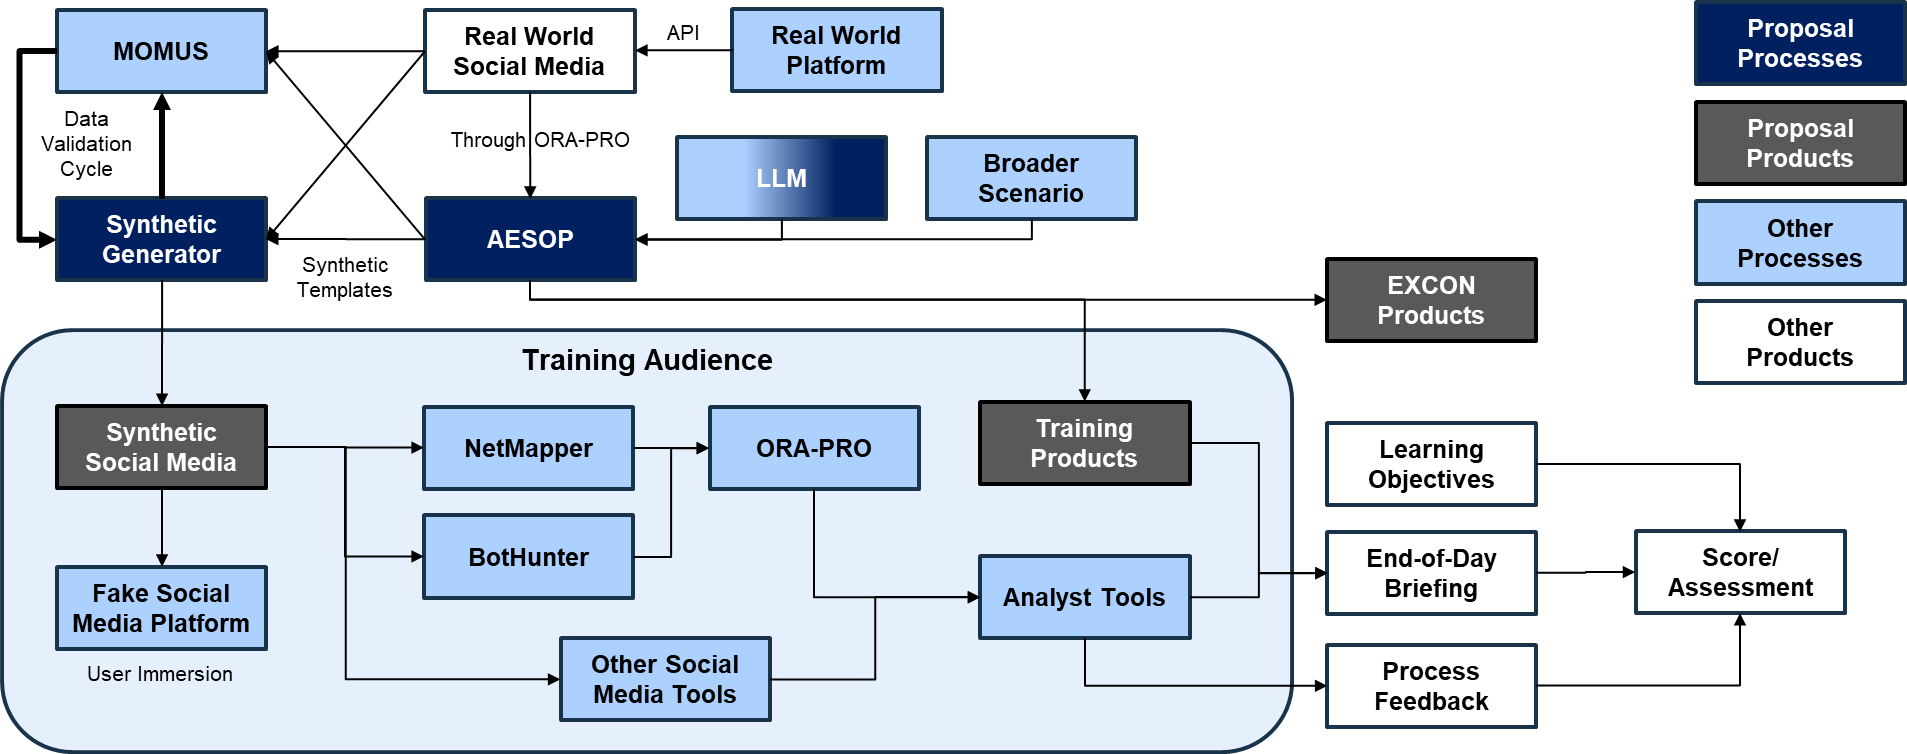 MOMUS
Real World
Social Media
API
Real World
Platform
Proposal
Processes
Data
Validation
Cycle
Through ORA-PRO
LLM
Broader
Scenario
Proposal
Products
Synthetic
Generator
AESOP
Synthetic
Templates
Other
Processes
EXCON
Products
Other
Products
Training Audience
Synthetic
Social Media
NetMapper
ORA-PRO
Training
Products
Learning
Objectives
BotHunter
Fake Social
Media Platform
User Immersion
Analyst Tools
End-of-Day
Briefing
Score/
Assessment
Other Social
Media Tools
Process
Feedback